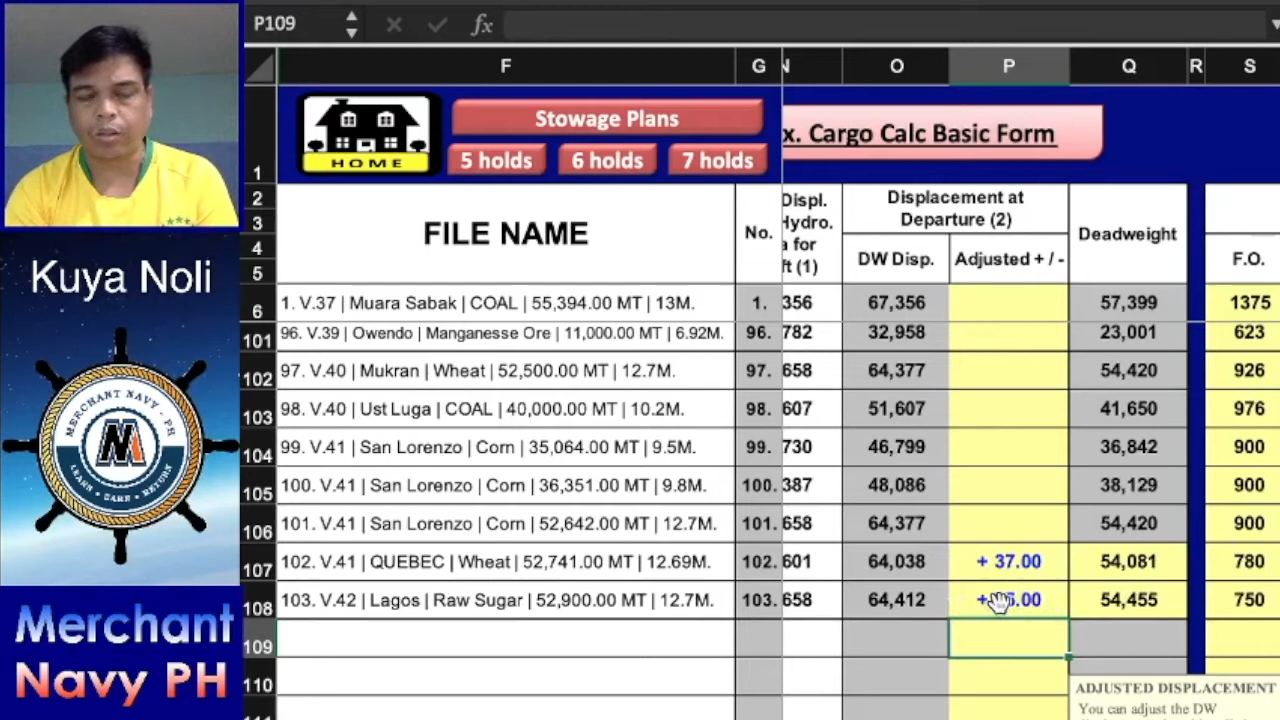 P109
fx
F G N O P Q R S
HOME
Stowage Plans
5 holds 6 holds 7 holds
x. Cargo Calc Basic Form
1
2
3
4
5
FILE NAME
No.
Displ.
Hydro.
a for
ft (1)
Displacement at
Departure (2)
DW Disp. Adjusted + / -
Deadweight
F.O.
6 1. V.37 | Muara Sabak | COAL | 55,394.00 MT | 13M. 1. 356 67,356 57,399 1375
101 96. V.39 | Owendo | Manganesse Ore | 11,000.00 MT | 6.92M. 96. 782 32,958 23,001 623
102 97. V.40 | Mukran | Wheat | 52,500.00 MT | 12.7M. 97. 658 64,377 54,420 926
103 98. V.40 | Ust Luga | COAL | 40,000.00 MT | 10.2M. 98. 607 51,607 41,650 976
104 99. V.41 | San Lorenzo | Corn | 35,064.00 MT | 9.5M. 99. 730 46,799 36,842 900
105 100. V.41 | San Lorenzo | Corn | 36,351.00 MT | 9.8M. 100. 387 48,086 38,129 900
106 101. V.41 | San Lorenzo | Corn | 52,642.00 MT | 12.7M. 101. 658 64,377 54,420 900
107 102. V.41 | QUEBEC | Wheat | 52,741.00 MT | 12.69M. 102. 601 64,038 + 37.00 54,081 780
108 103. V.42 | Lagos | Raw Sugar | 52,900.00 MT | 12.7M. 103. 658 64,412 54,455 750
109
110
ADJUSTED DISPLACEMENT
You can adjust the DW
Kuya Noli
MERCHANT NAVY - PH
LEARN • EARN • RETURN
Merchant
Navy PH